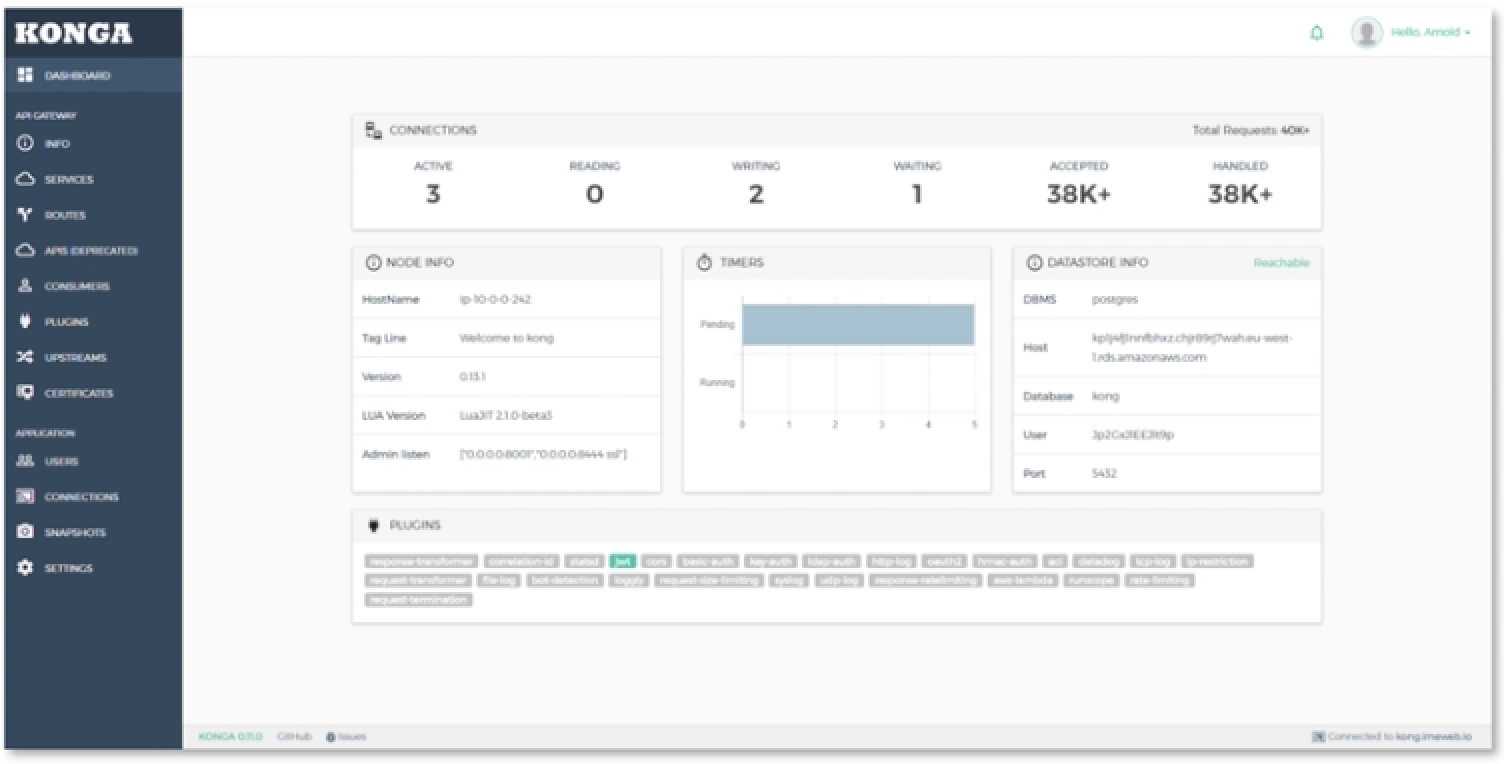 KONGA
Hello, Arnold
DASHBOARD
API GATEWAY
INFO
SERVICES
ROUTES
APIS (DEPRECATED)
CONSUMERS
PLUGINS
UPSTREAMS
CERTIFICATES
APPLICATION
USERS
CONNECTIONS
SNAPSHOTS
SETTINGS
CONNECTIONS Total Requests 40K+
ACTIVE READING WRITING WAITING ACCEPTED HANDLED
3 0 2 1 38K+ 38K+
NODE INFO
HostName ip-10-0-0-242
Tag Line Welcome to kong
Version 0.13.1
LUA Version LuaJIT 2.1.0-beta3
Admin listen ["0.0.0.0:8001","0.0.0.0:8444 ssl"]
TIMERS
Pending
Running
0 1 2 3 4 5
DATASTORE INFO Reachable
DBMS postgres
Host
1.rds.amazonaws.com
Database kong
User
Port 5432
PLUGINS
response-transformer correlation-id statsd jwt cors basic-auth key-auth ldap-auth http-log oauth2 hmac-auth acl datadog tcp-log ip-restriction
request-transformer file-log bot-detection loggly request-size-limiting syslog udp-log response-ratelimiting aws-lambda runscope rate-limiting
request-termination
KONGA 0.11.0 GitHub Issues Connected to kong.imeweb.io